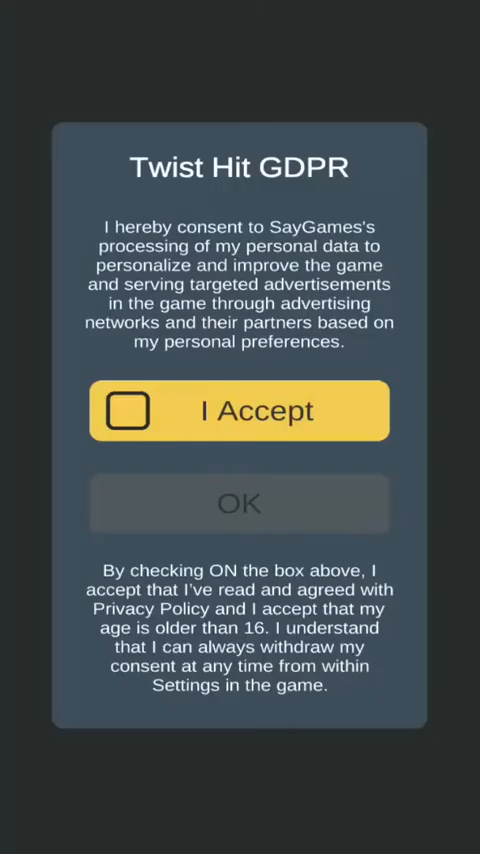 Twist Hit GDPR
I hereby consent to SayGames's
processing of my personal data to
personalize and improve the game
and serving targeted advertisements
in the game through advertising
networks and their partners based on
my personal preferences.
I Accept
OK
By checking ON the box above, I
accept that I've read and agreed with
Privacy Policy and I accept that my
age is older than 16. I understand
that I can always withdraw my
consent at any time from within
Settings in the game.